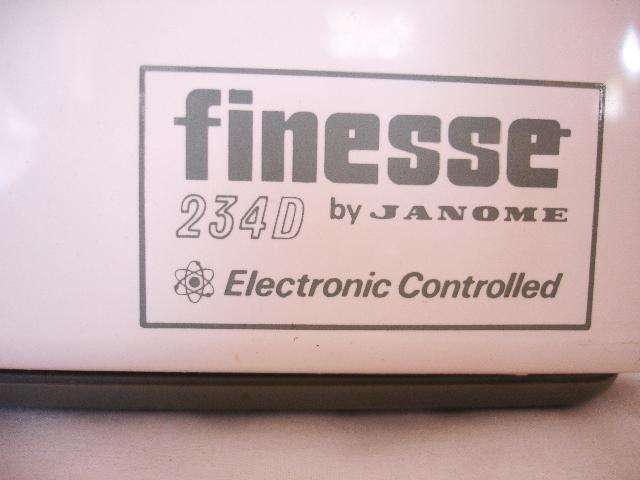 finesse
234D by JANOME
Electronic Controlled